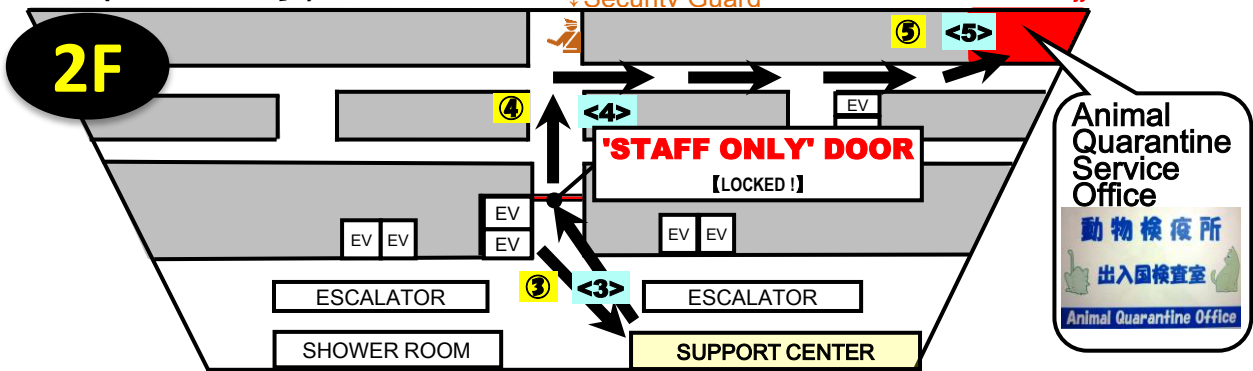 ↓Security Guard
2F
⑤ <5>
④ <4>
EV
'STAFF ONLY' DOOR
【LOCKED !】
EV
EV
EV EV
EV EV
③ <3>
ESCALATOR
ESCALATOR
SHOWER ROOM
SUPPORT CENTER
Animal
Quarantine
Service
Office
動物検疫所
出入国検査室
Animal Quarantine Office